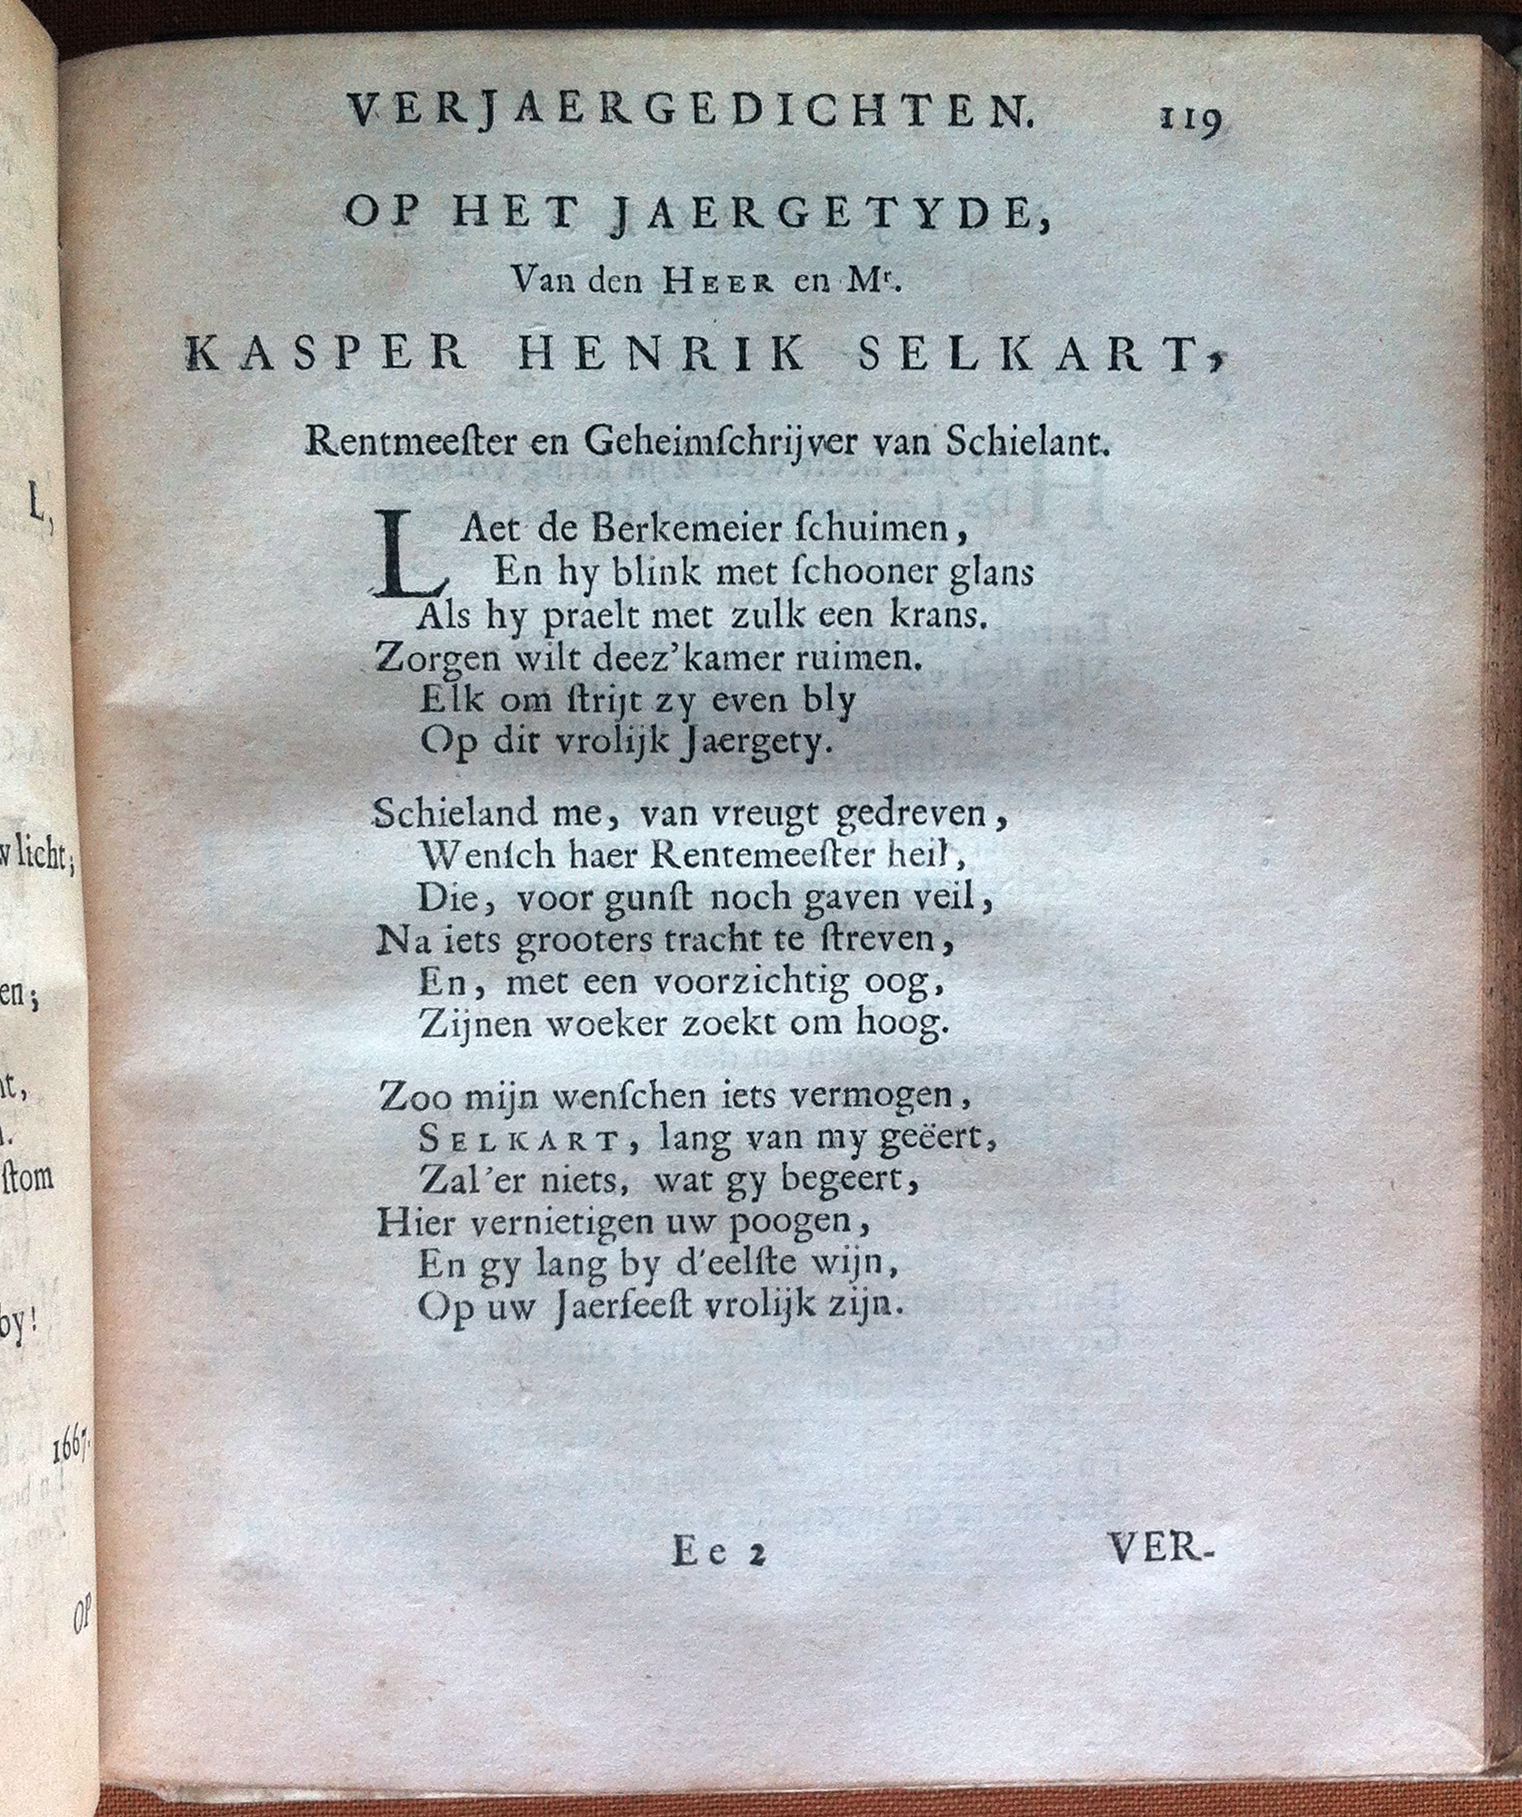 VERJAERGEDICHTEN. 119
OP HET JAERGETYDE,
Van den HEER en Mr.
KASPER HENRIK SELKART,
Rentmeeſter en Geheimſchrijver van Schielant.
LAet de Berkemeier ſchuimen,
En hy blink met ſchooner glans
Als hy praelt met zulk een krans.
Zorgen wilt deez'kamer ruimen.
Elk om ſtrijt zy even bly
Op dit vrolijk Jaergety.
Schieland me, van vreugt gedreven,
Wenſch haer Rentemeeſter heil,
Die, voor gunſt noch gaven veil,
Na iets grooters tracht te ſtreven,
En, met een voorzichtig oog,
Zijnen woeker zoekt om hoog.
Zoo mijn wenſchen iets vermogen,
SELKART, lang van my geëert,
Zal'er niets, wat gy begeert,
Hier vernietigen uw poogen,
En gy lang by d'eelſte wijn,
Op uw Jaerfeeſt vrolijk zijn.
Ee 2 VER-
L,
licht;
en;
ſtom
by!
1667.
OP